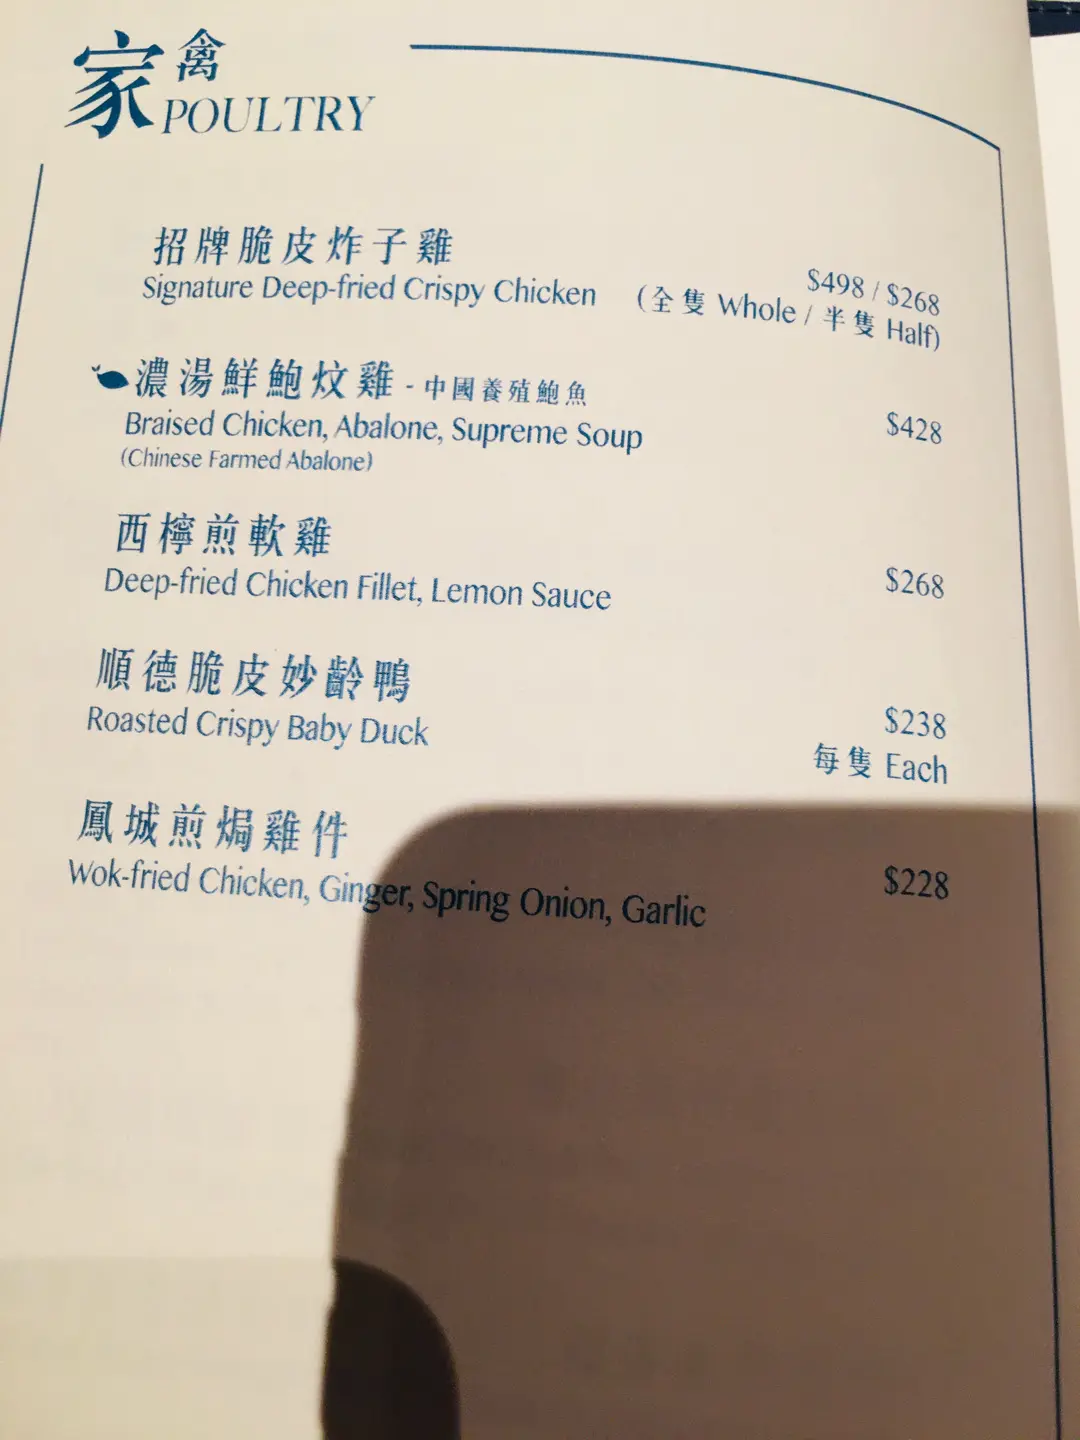 家禽
POULTRY
招牌脆皮炸子雞
Signature Deep-fried Crispy Chicken
$498 / $268
(全隻 Whole / 半隻 Half)
濃湯鮮鮑炆雞 - 中國養殖鮑魚
Braised Chicken, Abalone, Supreme Soup
$428
(Chinese Farmed Abalone)
西檸煎軟雞
Deep-fried Chicken Fillet, Lemon Sauce
$268
順德脆皮妙齡鴨
Roasted Crispy Baby Duck
$238
每隻 Each
鳳城煎焗雞件
Wok-fried Chicken, Ginger, Spring Onion, Garlic
$228